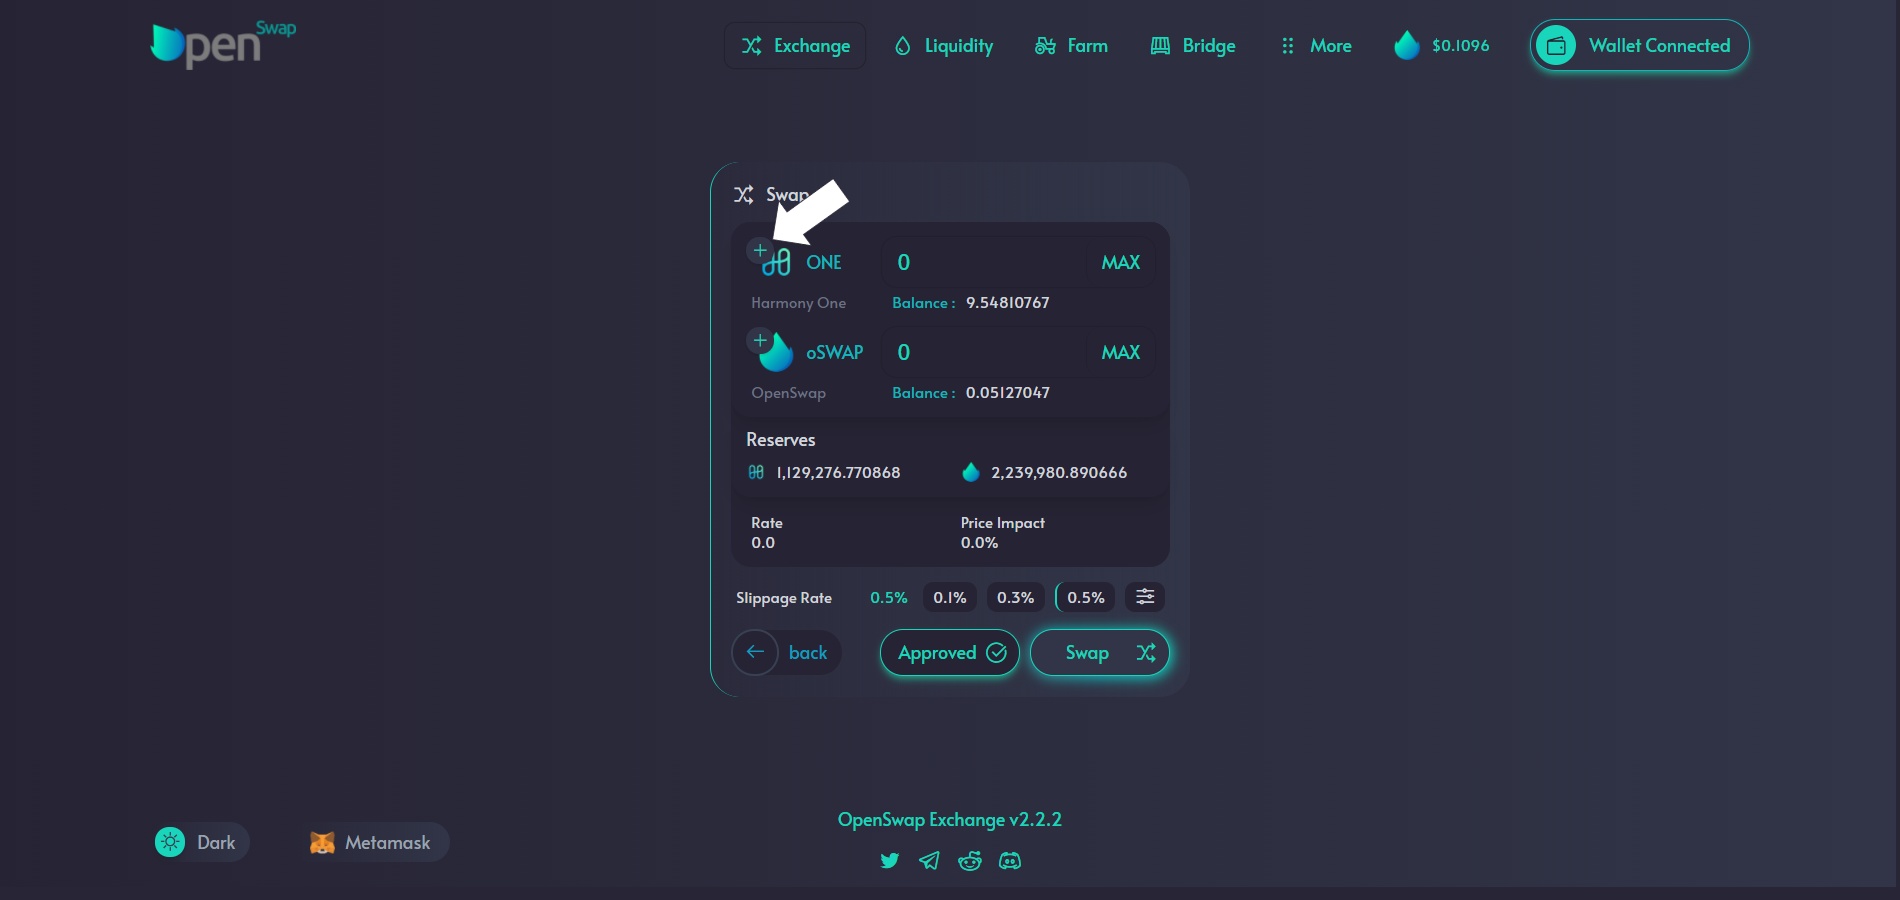 Open Swap
Exchange
Liquidity
Farm
Bridge
More
$0.1096
Wallet Connected
Swap
ONE
0
MAX
Harmony One
Balance : 9.54810767
oSWAP
0
MAX
OpenSwap
Balance : 0.05127047
Reserves
1,129,276.770868
2,239,980.890666
Rate
0.0
Price Impact
0.0%
Slippage Rate
0.5%
0.1%
0.3%
0.5%
back
Approved
Swap
OpenSwap Exchange v2.2.2
Dark
Metamask